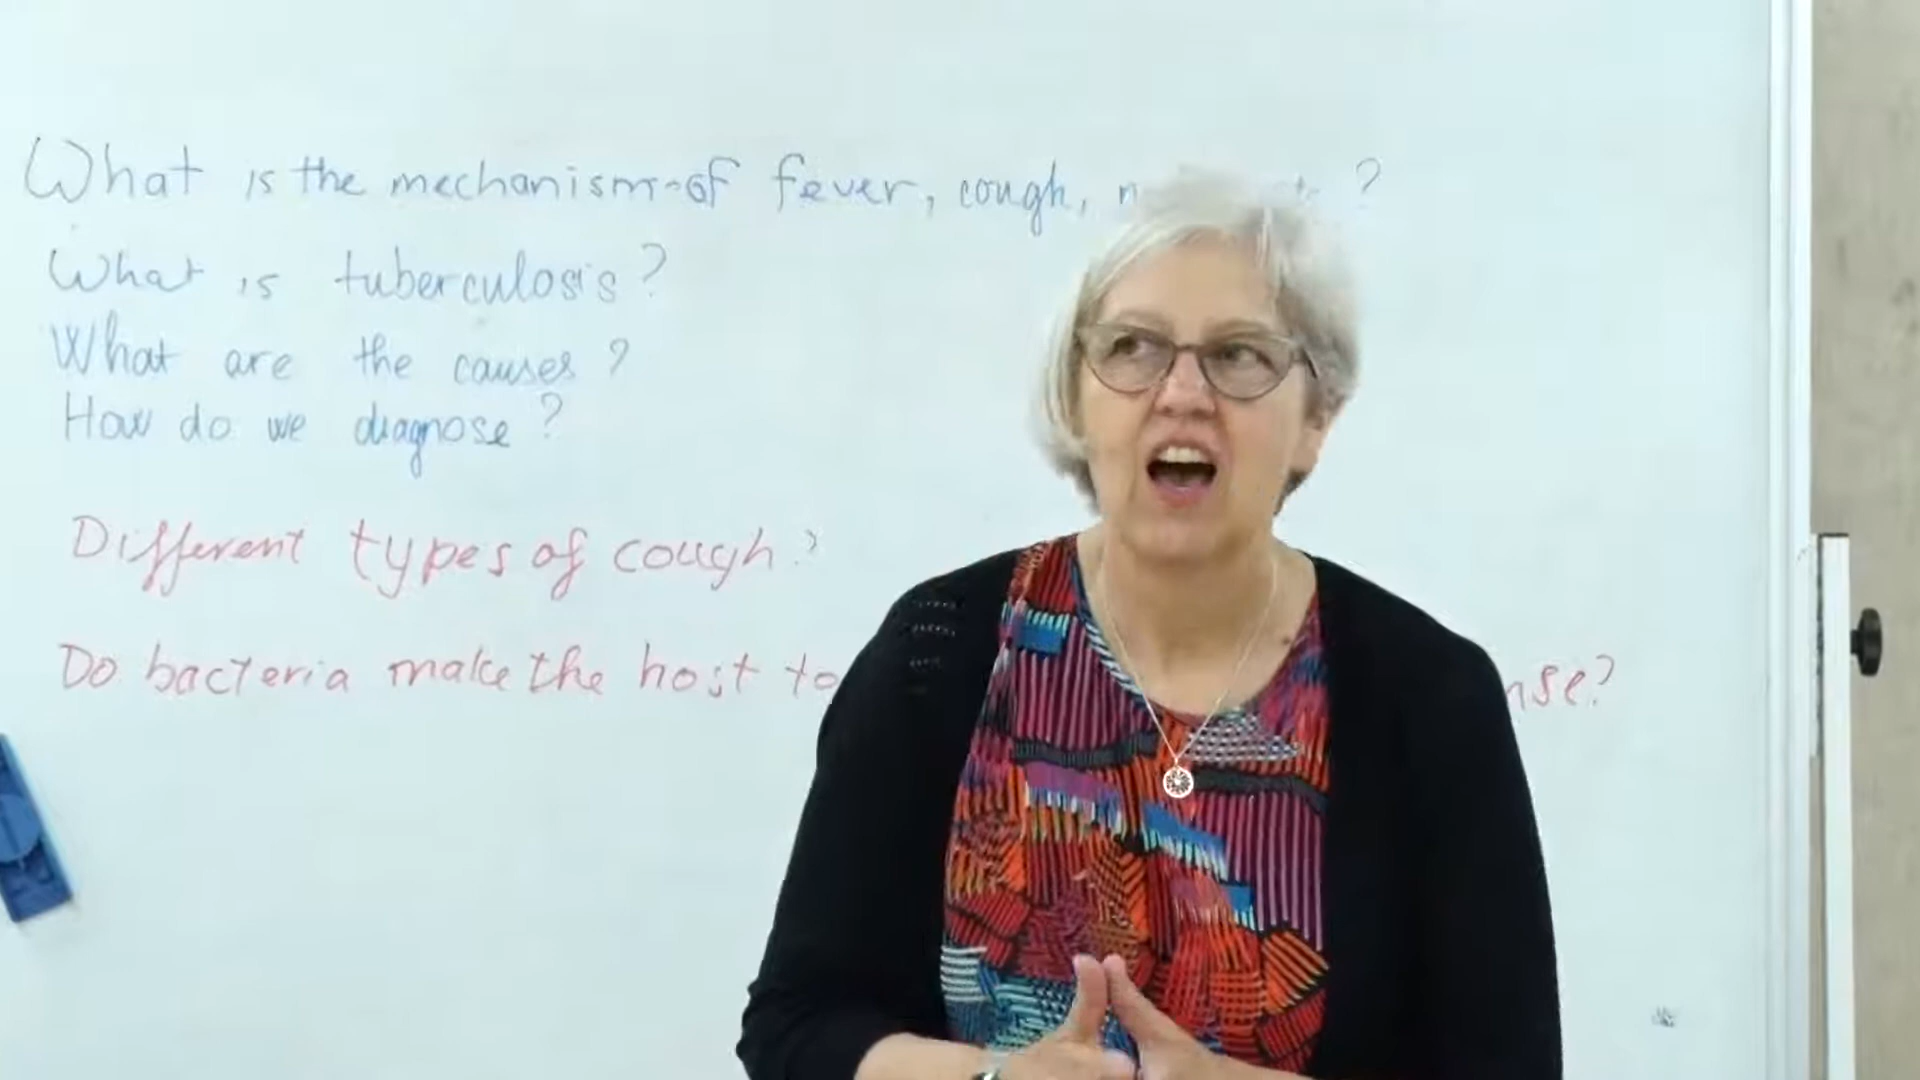 What is the mechanism of fever, cough, ?
What is tuberculosis?
What are the causes?
How do we diagnose?
Different types of cough?
Do bacteria make the host to